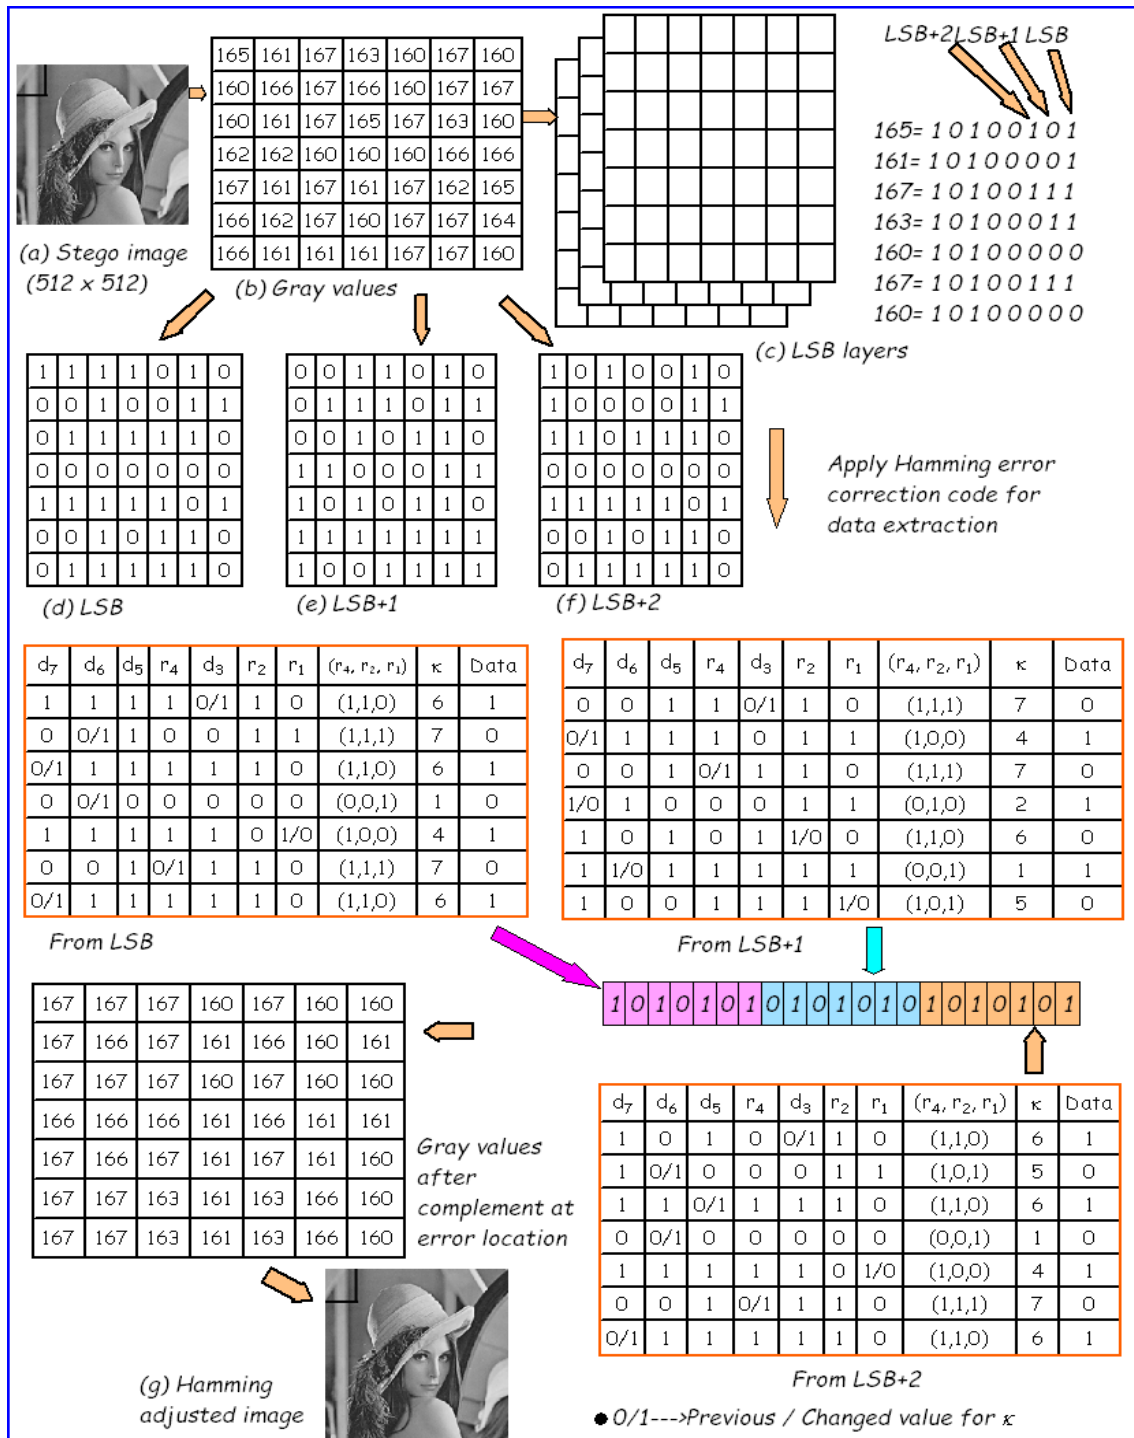 LSB+2 LSB+1 LSB
165 161 167 163 160 167 160
160 166 167 166 160 167 167
160 161 167 165 167 163 160
162 162 160 160 160 166 166
167 161 167 161 167 162 165
166 162 167 160 167 167 164
166 161 161 161 167 167 160
165= 1 0 1 0 0 1 0 1
161= 1 0 1 0 0 0 0 1
167= 1 0 1 0 0 1 1 1
163= 1 0 1 0 0 0 1 1
160= 1 0 1 0 0 0 0 0
167= 1 0 1 0 0 1 1 1
160= 1 0 1 0 0 0 0 0
(a) Stego image
(512 x 512)
(b) Gray values
(c) LSB layers
1 1 1 1 0 1 0
0 0 1 0 0 1 1
0 1 1 1 1 1 0
0 0 0 0 0 0 0
1 1 1 1 1 0 1
0 0 1 0 1 1 0
0 1 1 1 1 1 0
(d) LSB
0 0 1 1 0 1 0
0 1 1 1 0 1 1
0 0 1 0 1 1 0
1 1 0 0 0 1 1
1 0 1 0 1 1 0
1 1 1 1 1 1 1
1 0 0 1 1 1 1
(e) LSB+1
1 0 1 0 0 1 0
1 0 0 0 0 1 1
1 1 0 1 1 1 0
0 0 0 0 0 0 0
1 1 1 1 1 0 1
0 0 1 0 1 1 0
0 1 1 1 1 1 0
(f) LSB+2
Apply Hamming error
correction code for
data extraction
d7 d6 d5 r4 d3 r2 r1 (r4, r2, r1) κ Data
1 1 1 1 0/1 1 0 (1,1,0) 6 1
0 0/1 1 0 0 1 1 (1,1,1) 7 0
0/1 1 1 1 1 1 0 (1,1,0) 6 1
0 0/1 0 0 0 0 0 (0,0,1) 1 0
1 1 1 1 1 0 1/0 (1,0,0) 4 1
0 0 1 0/1 1 1 0 (1,1,1) 7 0
0/1 1 1 1 1 1 0 (1,1,0) 6 1
From LSB
d7 d6 d5 r4 d3 r2 r1 (r4, r2, r1) κ Data
0 0 1 1 0/1 1 0 (1,1,1) 7 0
0/1 1 1 1 0 1 1 (1,0,0) 4 1
0 0 1 0/1 1 1 0 (1,1,1) 7 0
1/0 1 0 0 0 1 1 (0,1,0) 2 1
1 0 1 0 1 1/0 0 (1,1,0) 6 0
1 1/0 1 1 1 1 1 (0,0,1) 1 1
1 0 0 1 1 1 1/0 (1,0,1) 5 0
From LSB+1
1 0 1 0 1 0 1 0 1 0 1 0 1 0 1 0 1 0 1 0 1
167 167 167 160 167 160 160
167 166 167 161 166 160 161
167 167 167 160 167 160 160
166 166 166 161 166 161 161
167 166 167 161 167 161 160
167 167 163 161 163 166 160
167 167 163 161 163 166 160
Gray values
after
complement at
error location
d7 d6 d5 r4 d3 r2 r1 (r4, r2, r1) κ Data
1 0 1 0 0/1 1 0 (1,1,0) 6 1
1 0/1 0 0 0 1 1 (1,0,1) 5 0
1 1 0/1 1 1 1 0 (1,1,0) 6 1
0 0/1 0 0 0 0 0 (0,0,1) 1 0
1 1 1 1 1 0 1/0 (1,0,0) 4 1
0 0 1 0/1 1 1 0 (1,1,1) 7 0
0/1 1 1 1 1 1 0 (1,1,0) 6 1
From LSB+2
(g) Hamming
adjusted image
● 0/1--->Previous / Changed value for κ